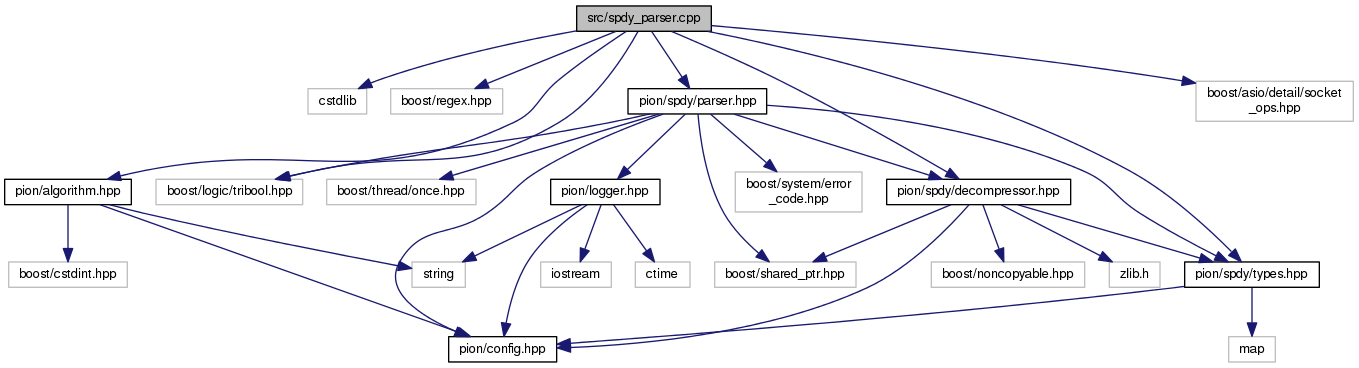 src/spdy_parser.cpp
cstdlib
boost/regex.hpp
pion/spdy/parser.hpp
boost/asio/detail/socket
_ops.hpp
pion/algorithm.hpp
boost/logic/tribool.hpp
boost/thread/once.hpp
pion/logger.hpp
boost/system/error
_code.hpp
pion/spdy/decompressor.hpp
boost/cstdint.hpp
string
iostream
ctime
boost/shared_ptr.hpp
boost/noncopyable.hpp
zlib.h
pion/spdy/types.hpp
pion/config.hpp
map